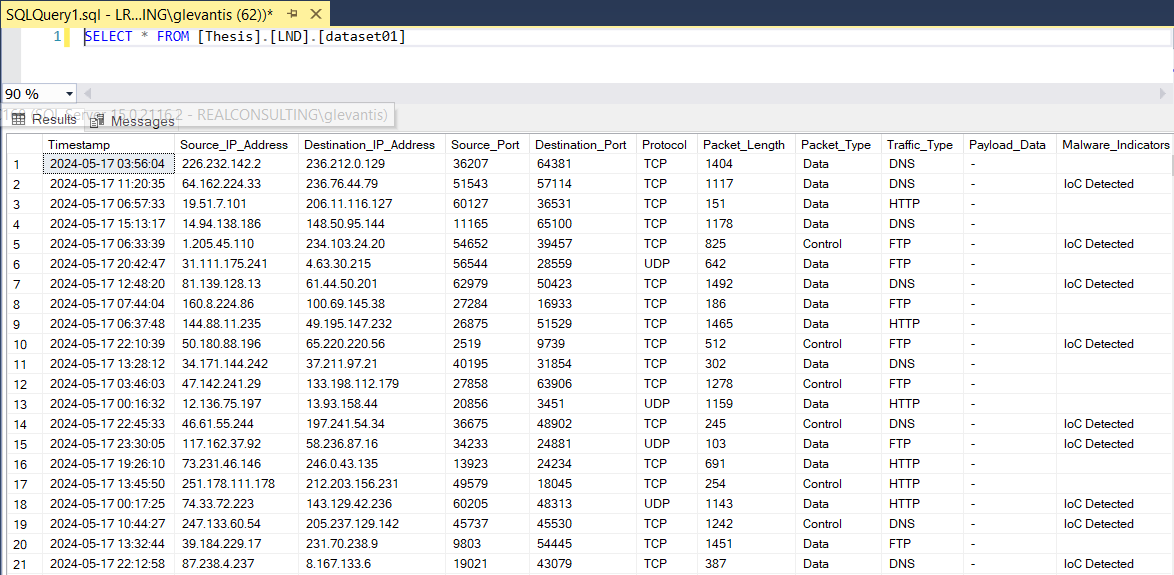 SQLQuery1.sql - LR...ING\glevantis (62))*
1 SELECT * FROM [Thesis].[LND].[dataset01]
90 %
(SQL Server 15.0.2116.2 - REALCONSULTING\glevantis)
Results Messages
Timestamp Source_IP_Address Destination_IP_Address Source_Port Destination_Port Protocol Packet_Length Packet_Type Traffic_Type Payload_Data Malware_Indicators
1 2024-05-17 03:56:04 226.232.142.2 236.212.0.129 36207 64381 TCP 1404 Data DNS -
2 2024-05-17 11:20:35 64.162.224.33 236.76.44.79 51543 57114 TCP 1117 Data DNS - IoC Detected
3 2024-05-17 06:57:33 19.51.7.101 206.11.116.127 60127 36531 TCP 151 Data HTTP -
4 2024-05-17 15:13:17 14.94.138.186 148.50.95.144 11165 65100 TCP 1178 Data DNS -
5 2024-05-17 06:33:39 1.205.45.110 234.103.24.20 54652 39457 TCP 825 Control FTP - IoC Detected
6 2024-05-17 20:42:47 31.111.175.241 4.63.30.215 56544 28559 UDP 642 Data FTP -
7 2024-05-17 12:48:20 81.139.128.13 61.44.50.201 62979 50423 TCP 1492 Data DNS - IoC Detected
8 2024-05-17 07:44:04 160.8.224.86 100.69.145.38 27284 16933 TCP 186 Data FTP -
9 2024-05-17 06:37:48 144.88.11.235 49.195.147.232 26875 51529 TCP 1465 Data HTTP -
10 2024-05-17 22:10:39 50.180.88.196 65.220.220.56 2519 9739 TCP 512 Control FTP - IoC Detected
11 2024-05-17 13:28:12 34.171.144.242 37.211.97.21 40195 31854 TCP 302 Data DNS -
12 2024-05-17 03:46:03 47.142.241.29 133.198.112.179 27858 63906 TCP 1278 Control FTP -
13 2024-05-17 00:16:32 12.136.75.197 13.93.158.44 20856 3451 UDP 1159 Data HTTP -
14 2024-05-17 22:45:33 46.61.55.244 197.241.54.34 36675 48902 TCP 245 Control DNS - IoC Detected
15 2024-05-17 23:30:05 117.162.37.92 58.236.87.16 34233 24881 UDP 103 Data FTP - IoC Detected
16 2024-05-17 19:26:10 73.231.46.146 246.0.43.135 13923 24234 TCP 691 Data HTTP -
17 2024-05-17 13:45:50 251.178.111.178 212.203.156.231 49579 18045 TCP 254 Control HTTP -
18 2024-05-17 00:17:25 74.33.72.223 143.129.42.236 60205 48313 UDP 1143 Data HTTP - IoC Detected
19 2024-05-17 10:44:27 247.133.60.54 205.237.129.142 45737 45530 TCP 1242 Control DNS - IoC Detected
20 2024-05-17 13:32:44 39.184.229.17 231.70.238.9 9803 54445 TCP 1451 Data FTP -
21 2024-05-17 22:12:58 87.238.4.237 8.167.133.6 19021 43079 TCP 387 Data DNS - IoC Detected